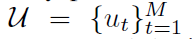 𝒰 = {u_t}_{t=1}^{M}.